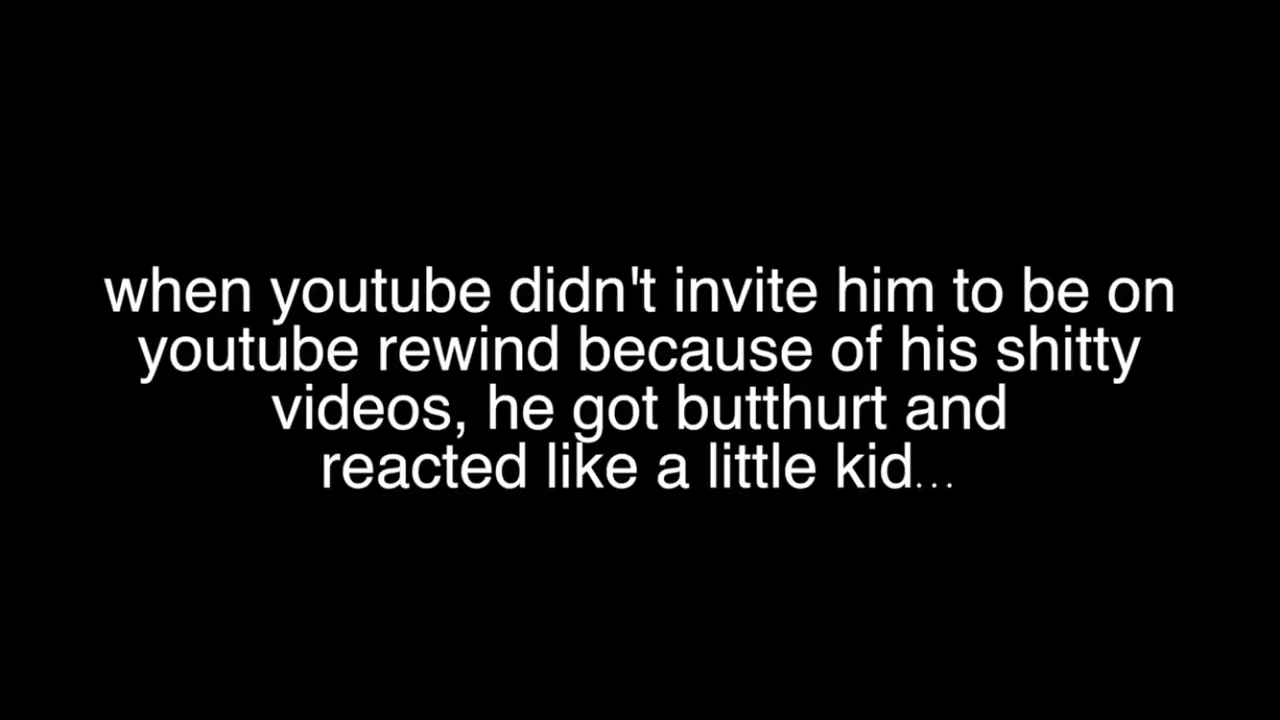 when youtube didn't invite him to be on
youtube rewind because of his shitty
videos, he got butthurt and
reacted like a little kid...